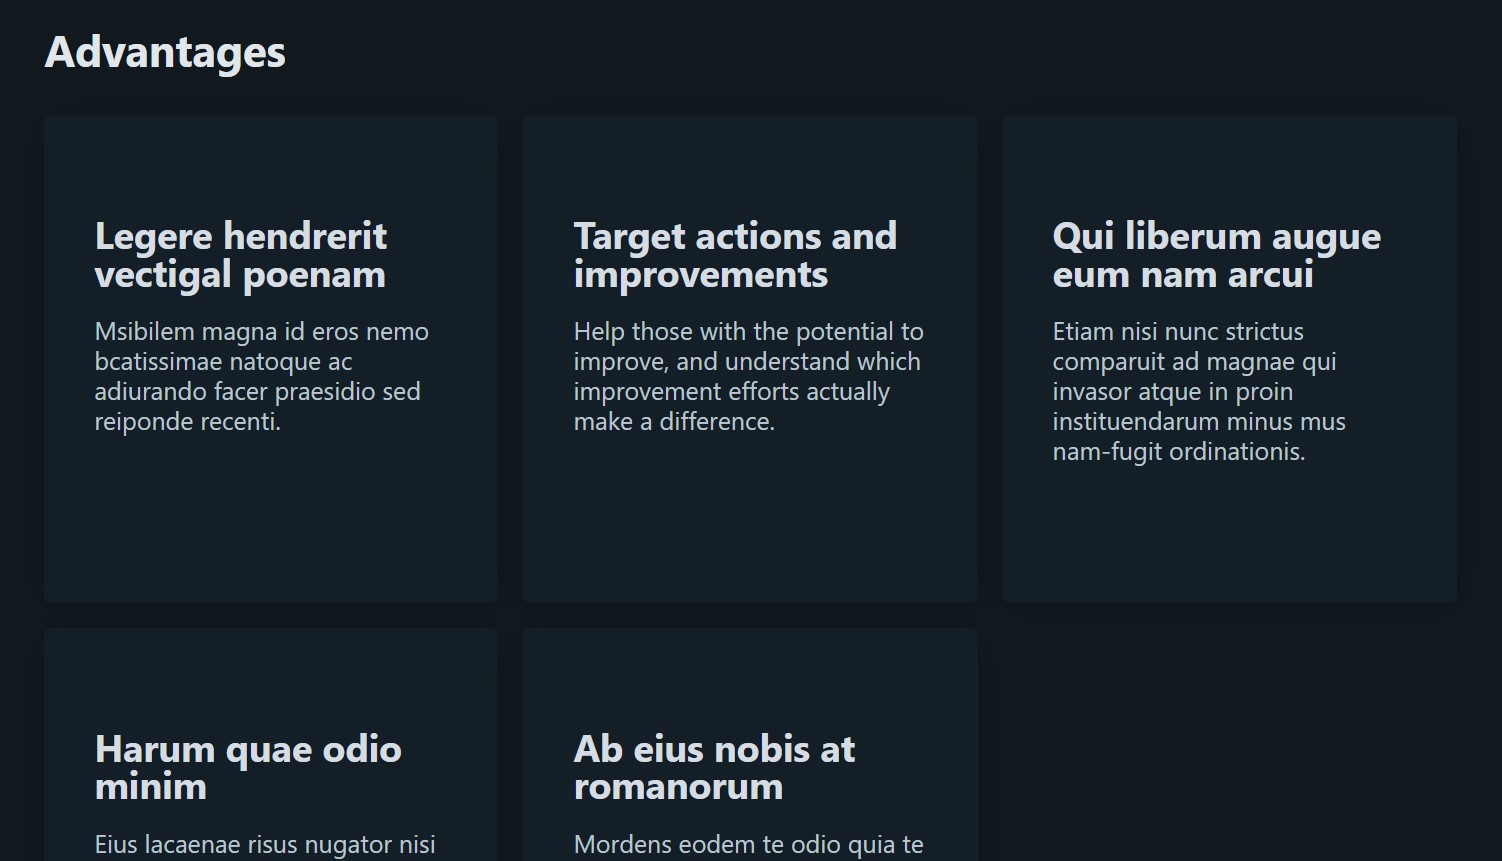 Advantages
Legere hendrerit
vectigal poenam
Msibilem magna id eros nemo
bcatissimae natoque ac
adiurando facer praesidio sed
reiponde recenti.
Target actions and
improvements
Help those with the potential to
improve, and understand which
improvement efforts actually
make a difference.
Qui liberum augue
eum nam arcui
Etiam nisi nunc strictus
comparuit ad magnae qui
invasor atque in proin
instituendarum minus mus
nam-fugit ordinationis.
Harum quae odio
minim
Eius lacaenae risus nugator nisi
Ab eius nobis at
romanorum
Mordens eodem te odio quia te